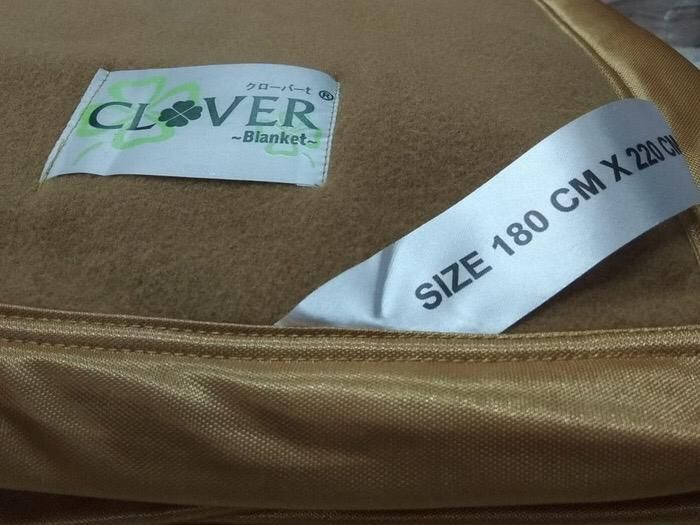 クローバーt ®
CLOVER
~Blanket~
SIZE 180 CM X 220 CM